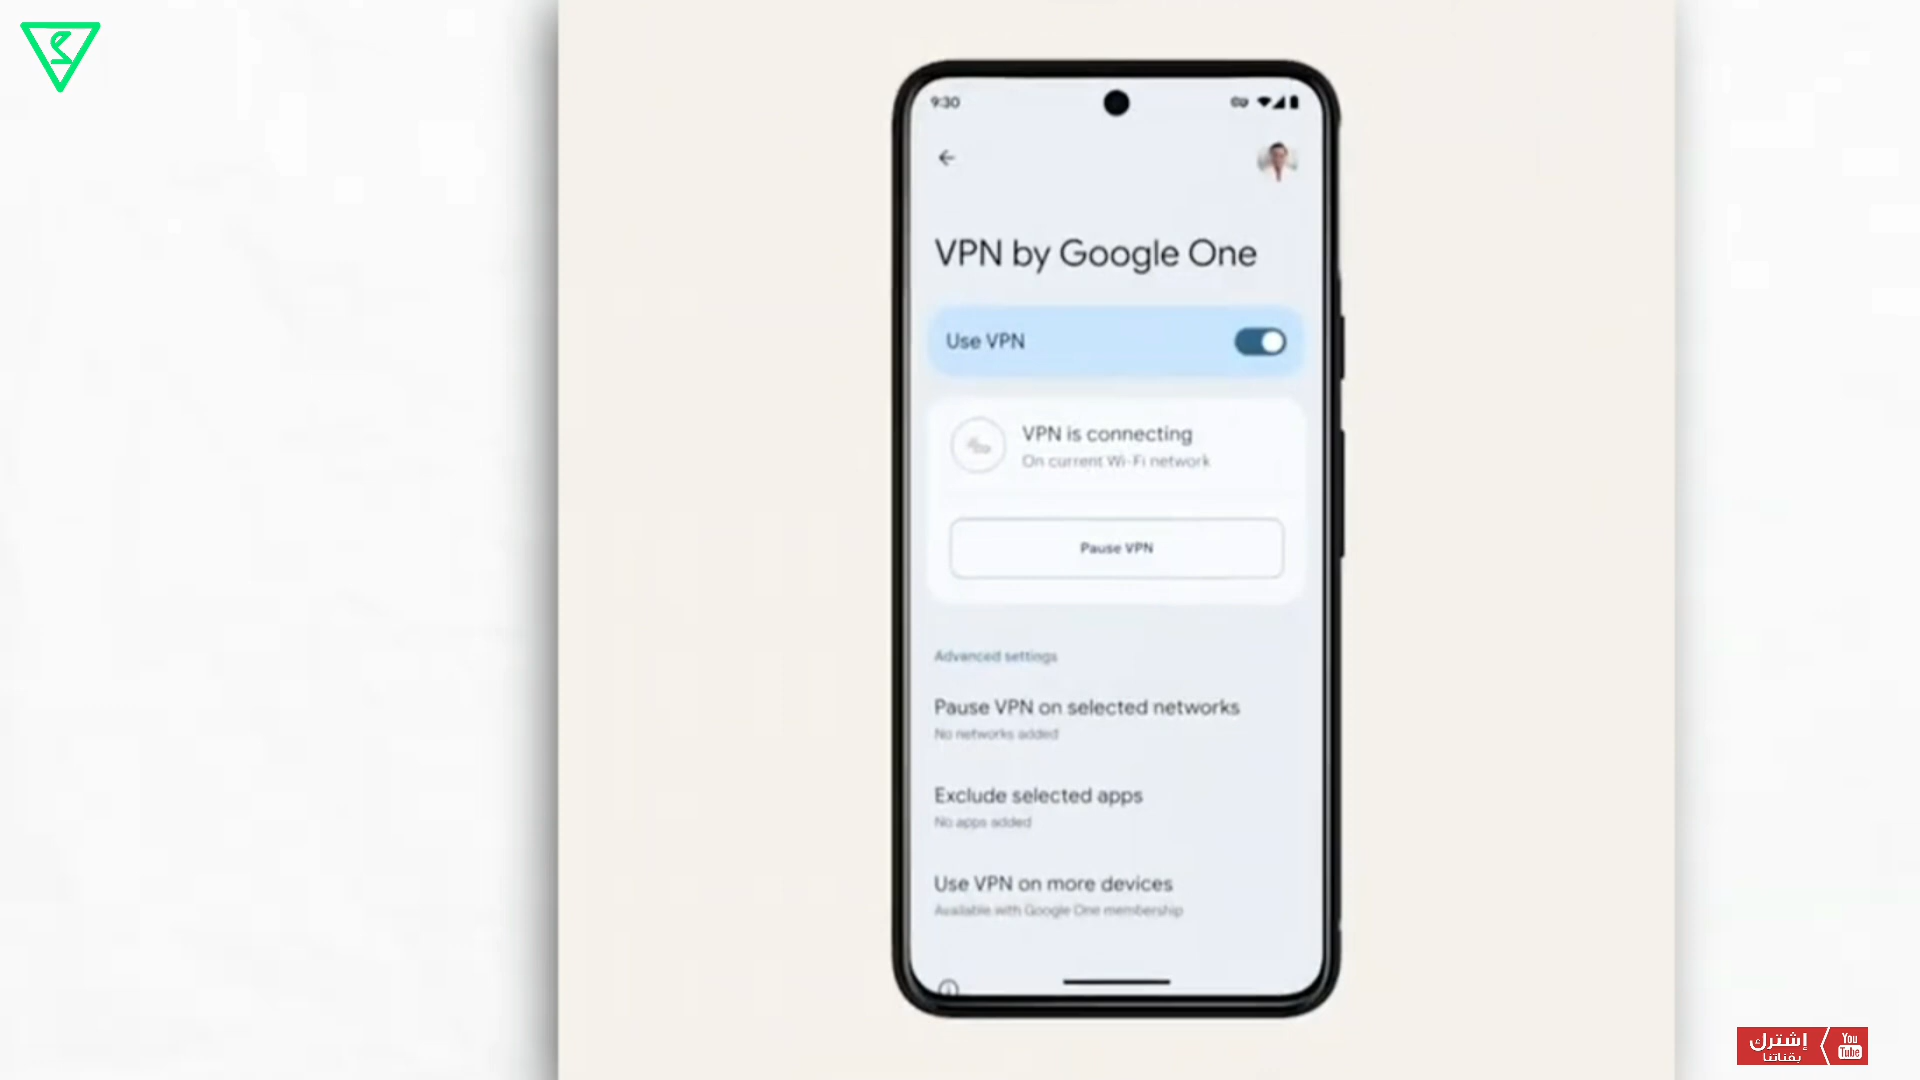 9:30
VPN by Google One
Use VPN
VPN is connecting
On current Wi-Fi network
Pause VPN
Advanced settings
Pause VPN on selected networks
No networks added
Exclude selected apps
No apps added
Use VPN on more devices
Available with Google One membership
إشترك
بقناتنا
You
Tube